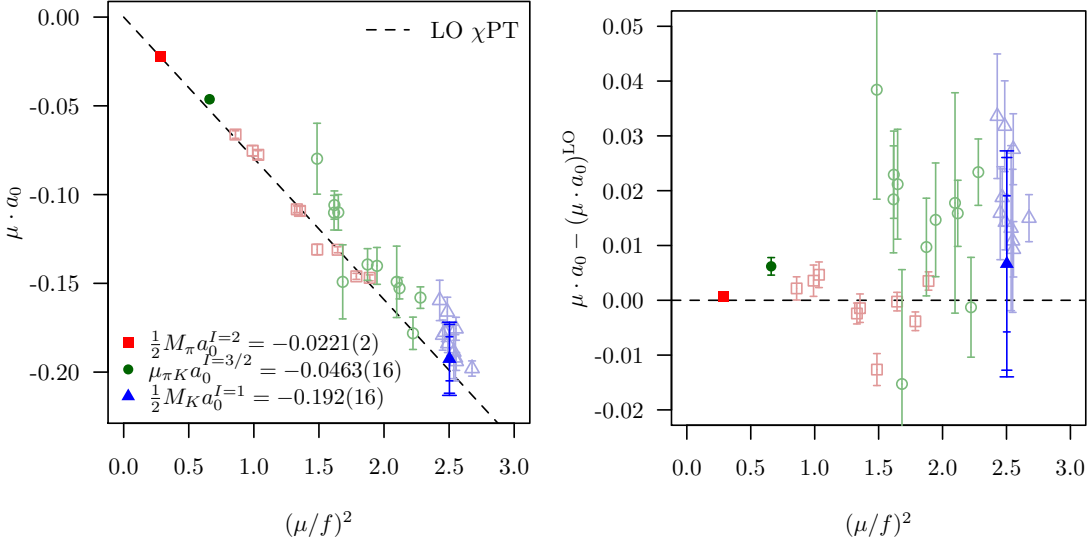 0.00
-0.05
-0.10
-0.15
-0.20
μ · a₀
LO χPT
½Mπa₀^{I=2} = −0.0221(2)
μπKa₀^{I=3/2} = −0.0463(16)
½MKa₀^{I=1} = −0.192(16)
0.0 0.5 1.0 1.5 2.0 2.5 3.0
(μ/f)²
0.05
0.04
0.03
0.02
0.01
0.00
-0.01
-0.02
μ · a₀ − (μ · a₀)^{LO}
0.0 0.5 1.0 1.5 2.0 2.5 3.0
(μ/f)²